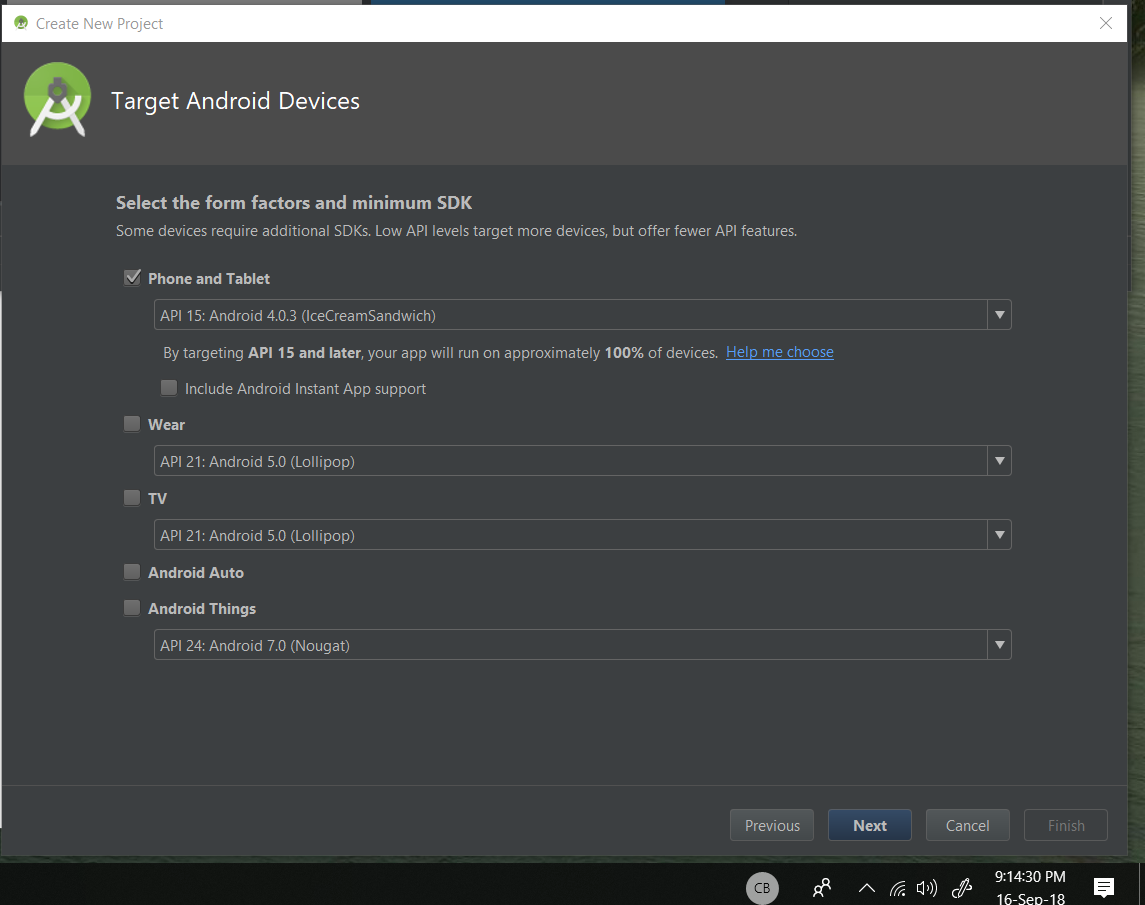 Create New Project
Target Android Devices
Select the form factors and minimum SDK
Some devices require additional SDKs. Low API levels target more devices, but offer fewer API features.
Phone and Tablet
API 15: Android 4.0.3 (IceCreamSandwich)
By targeting API 15 and later, your app will run on approximately 100% of devices. Help me choose
Include Android Instant App support
Wear
API 21: Android 5.0 (Lollipop)
TV
API 21: Android 5.0 (Lollipop)
Android Auto
Android Things
API 24: Android 7.0 (Nougat)
Previous Next Cancel Finish
CB 9:14:30 PM
16-Sep-18